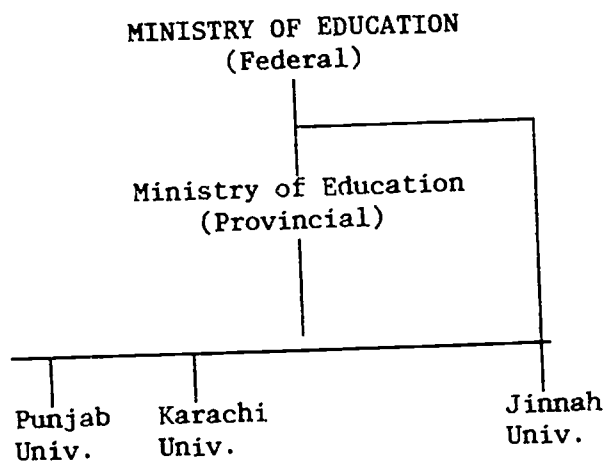 MINISTRY OF EDUCATION
(Federal)
Ministry of Education
(Provincial)
Punjab
Univ.
Karachi
Univ.
Jinnah
Univ.